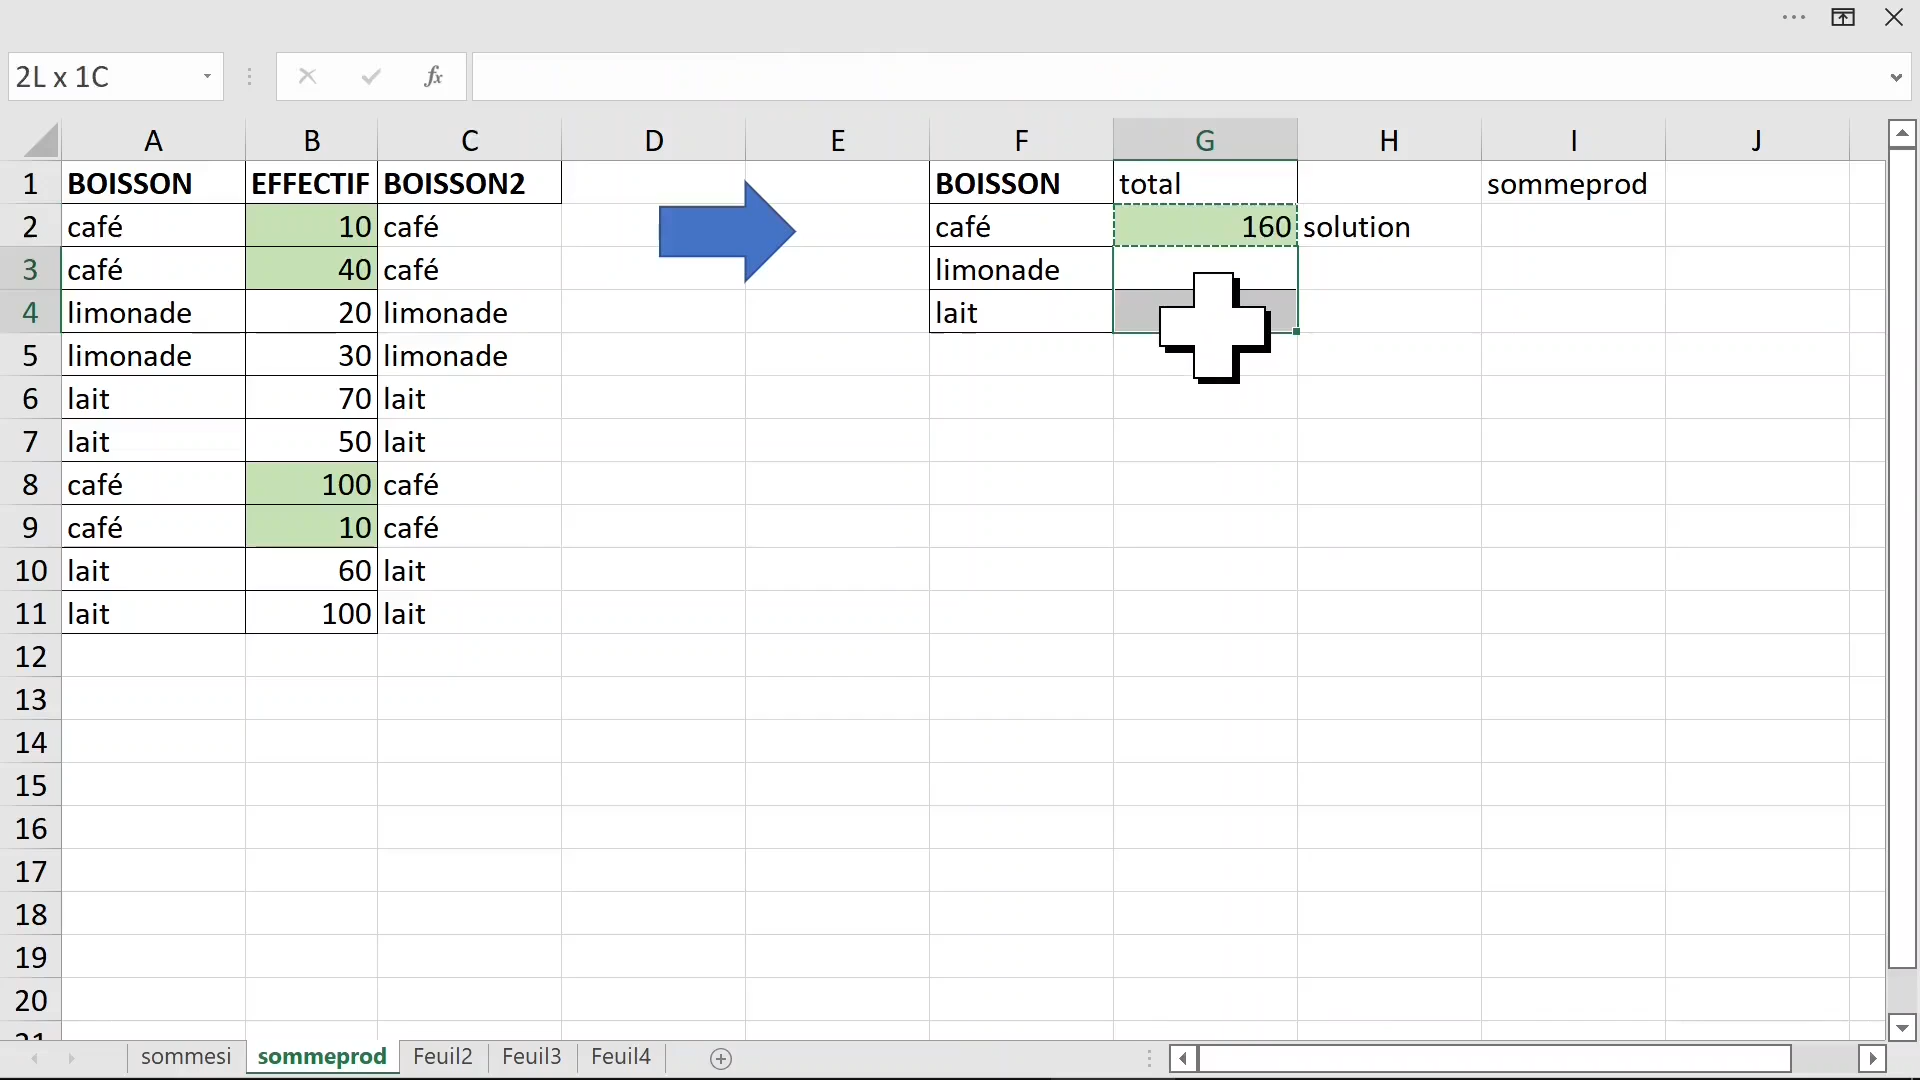 2L x 1C fx
A B C D E F G H I J
1 BOISSON EFFECTIF BOISSON2 BOISSON total sommeprod
2 café 10 café café 160 solution
3 café 40 café limonade
4 limonade 20 limonade lait
5 limonade 30 limonade
6 lait 70 lait
7 lait 50 lait
8 café 100 café
9 café 10 café
10 lait 60 lait
11 lait 100 lait
12
13
14
15
16
17
18
19
20
21
sommesi sommeprod Feuil2 Feuil3 Feuil4